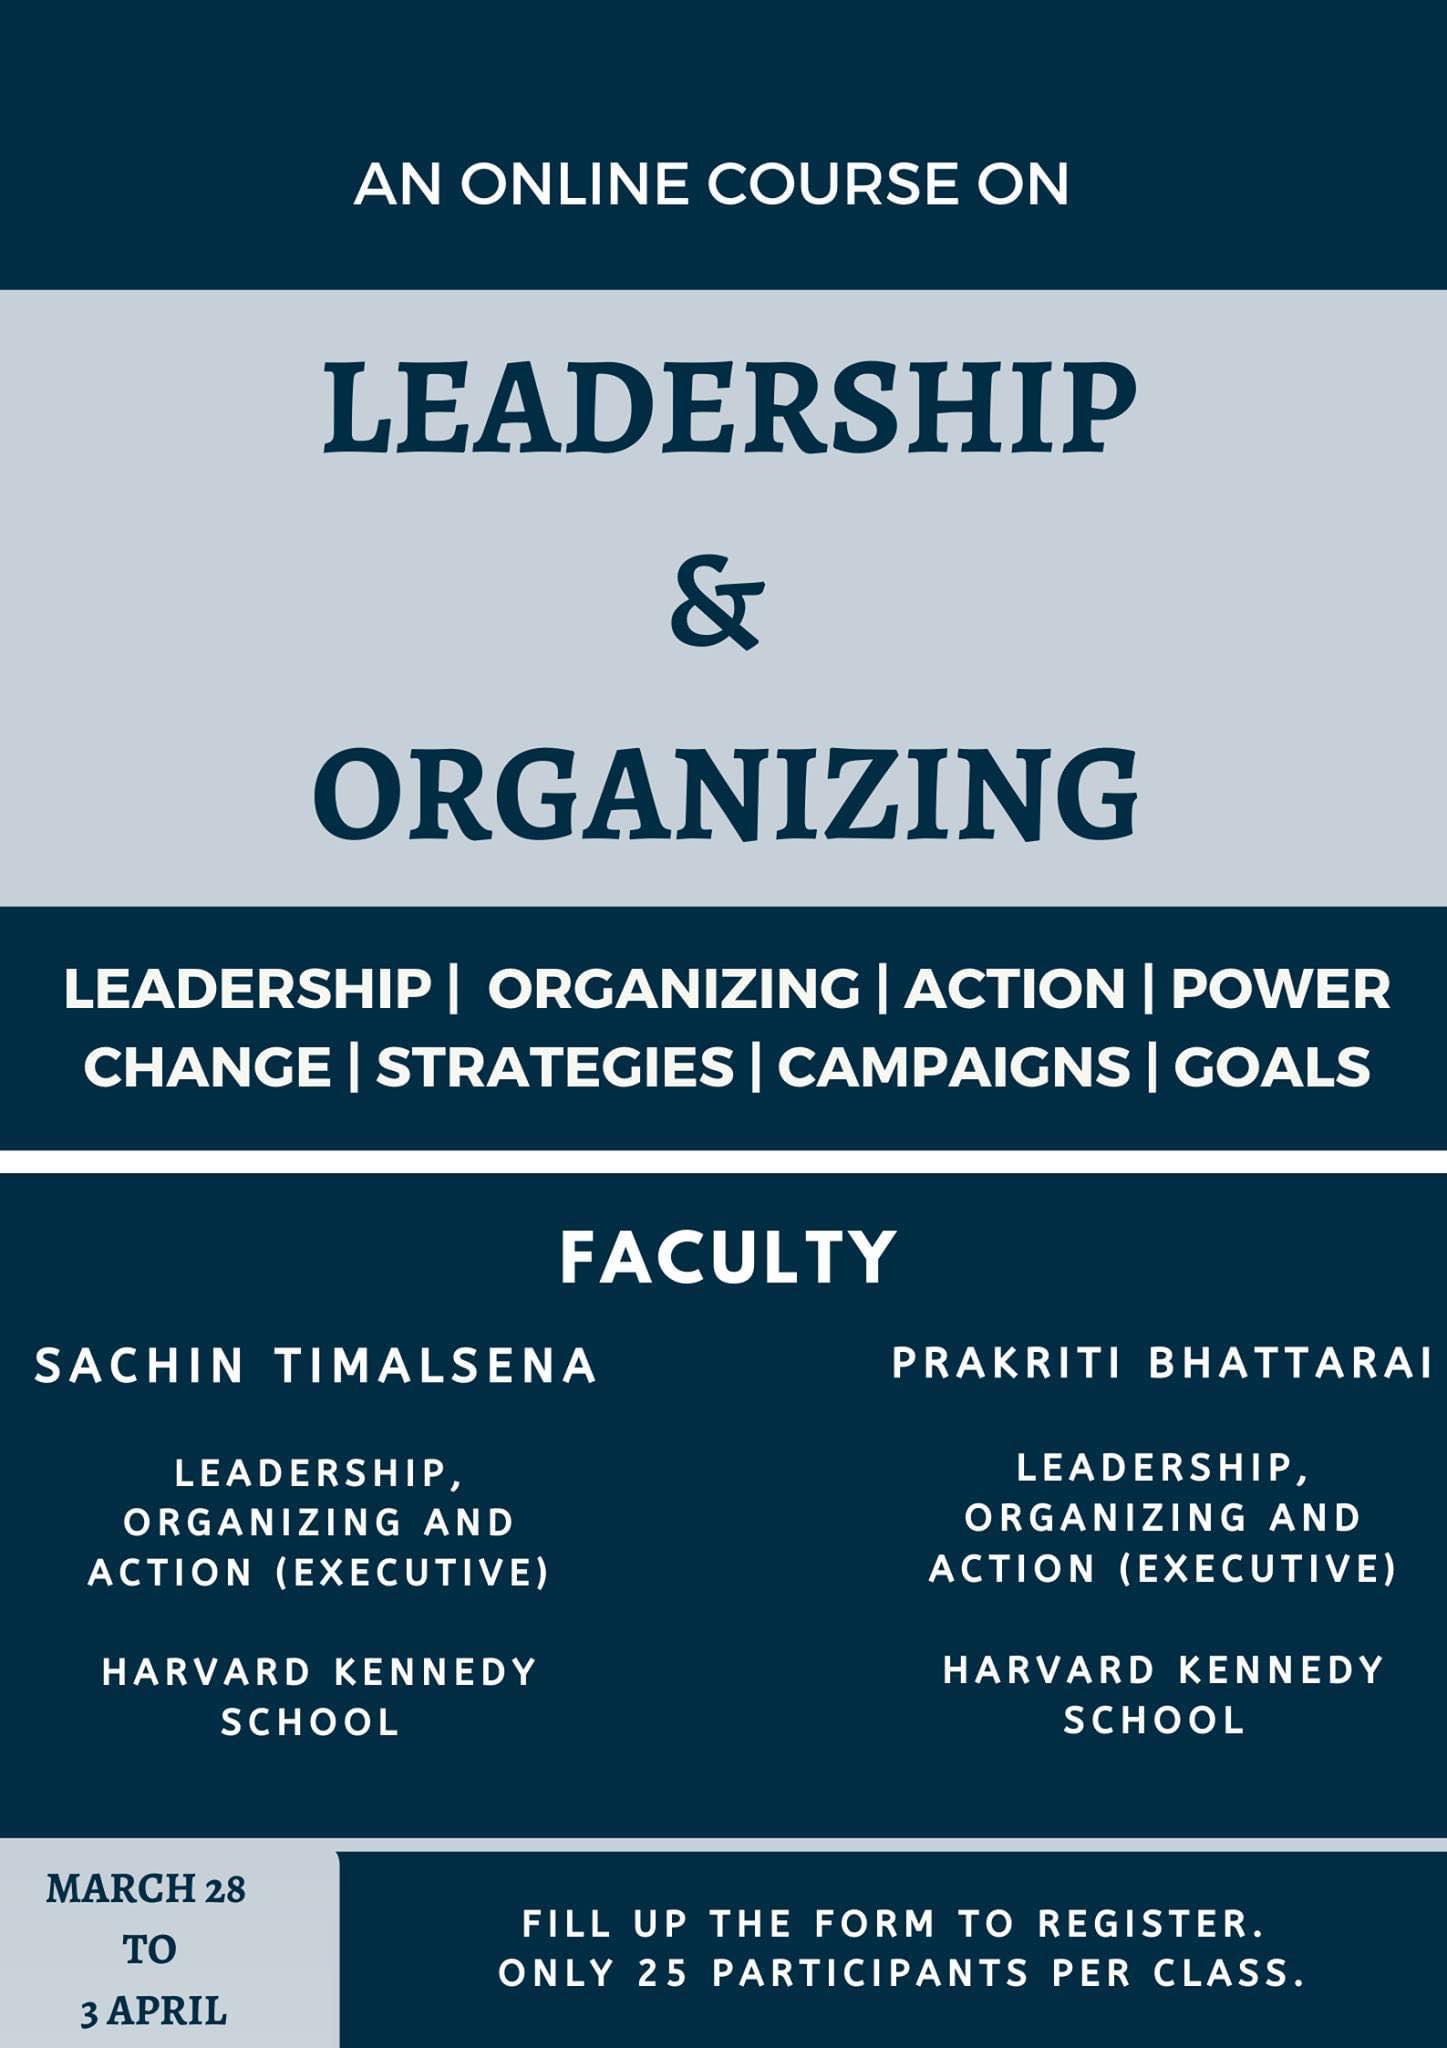 AN ONLINE COURSE ON
LEADERSHIP
&
ORGANIZING
LEADERSHIP | ORGANIZING | ACTION | POWER
CHANGE | STRATEGIES | CAMPAIGNS | GOALS
FACULTY
SACHIN TIMALSENA
LEADERSHIP,
ORGANIZING AND
ACTION (EXECUTIVE)
HARVARD KENNEDY
SCHOOL
PRAKRITI BHATTARAI
LEADERSHIP,
ORGANIZING AND
ACTION (EXECUTIVE)
HARVARD KENNEDY
SCHOOL
MARCH 28
TO
3 APRIL
FILL UP THE FORM TO REGISTER.
ONLY 25 PARTICIPANTS PER CLASS.